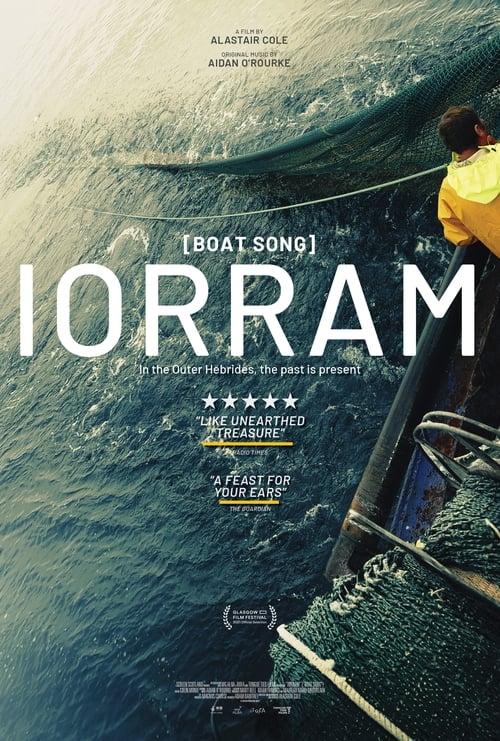 A FILM BY
ALASTAIR COLE
ORIGINAL MUSIC BY
AIDAN O'ROURKE
[BOAT SONG]
IORRAM
In the Outer Hebrides, the past is present
"LIKE UNEARTHED
TREASURE"
RADIO TIMES
"A FEAST FOR
YOUR EARS"
THE GUARDIAN
GLASGOW
FILM FESTIVAL